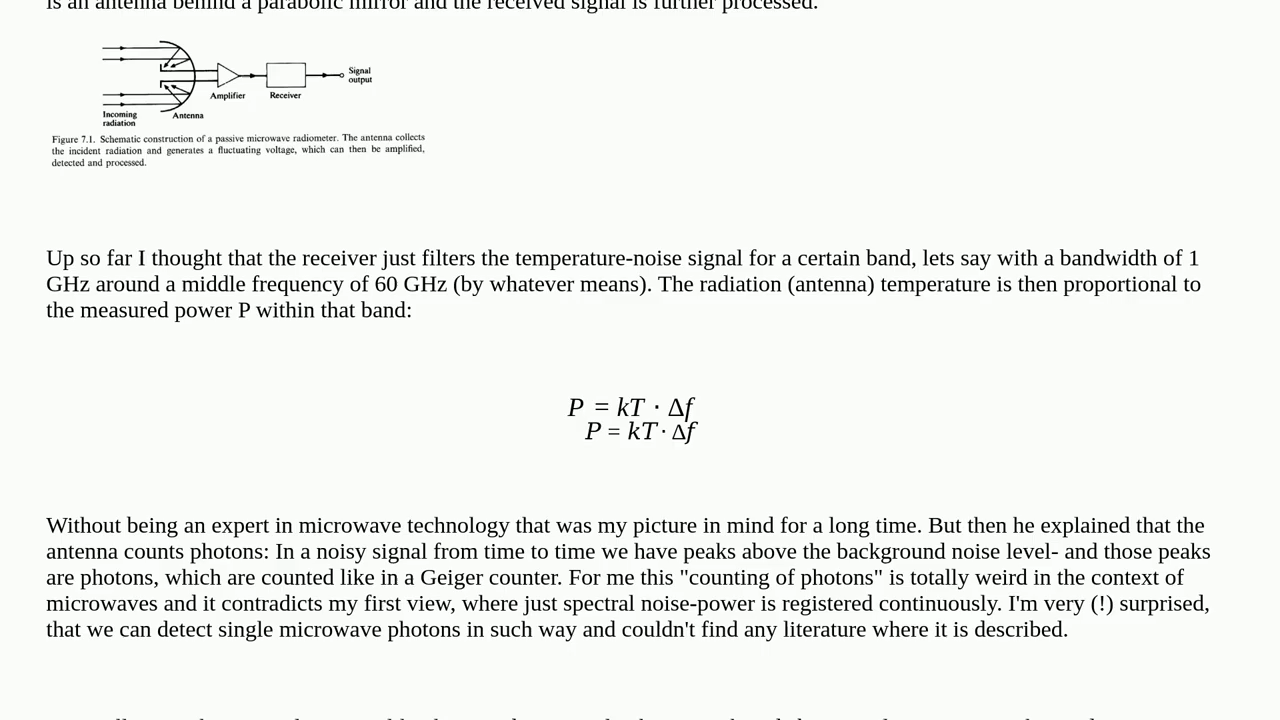 is an antenna behind a parabolic mirror and the received signal is further processed.
Signal
output
Amplifier
Receiver
Incoming
radiation
Antenna
Figure 7.1. Schematic construction of a passive microwave radiometer. The antenna collects
the incident radiation and generates a fluctuating voltage, which can then be amplified,
detected and processed.
Up so far I thought that the receiver just filters the temperature-noise signal for a certain band, lets say with a bandwidth of 1
GHz around a middle frequency of 60 GHz (by whatever means). The radiation (antenna) temperature is then proportional to
the measured power P within that band:
P = kT · Δf
P = kT · Δf
Without being an expert in microwave technology that was my picture in mind for a long time. But then he explained that the
antenna counts photons: In a noisy signal from time to time we have peaks above the background noise level- and those peaks
are photons, which are counted like in a Geiger counter. For me this "counting of photons" is totally weird in the context of
microwaves and it contradicts my first view, where just spectral noise-power is registered continuously. I'm very (!) surprised,
that we can detect single microwave photons in such way and couldn't find any literature where it is described.